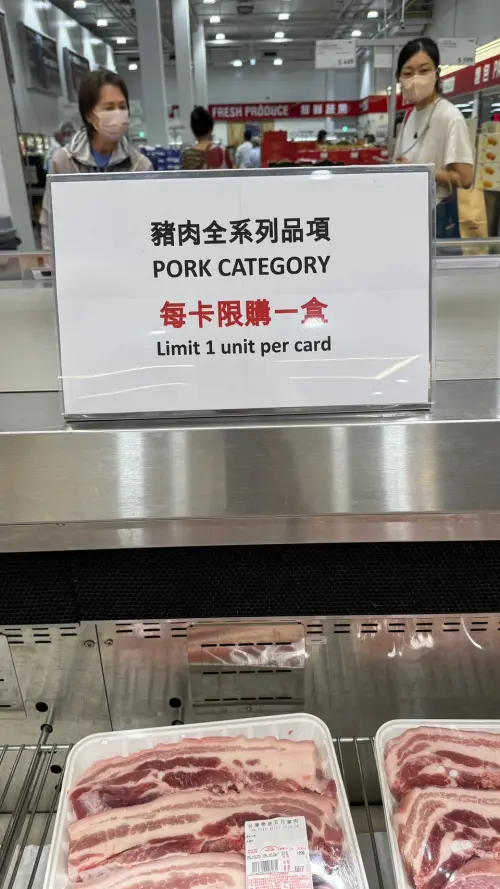 FRESH PRODUCE
豬肉全系列品項
PORK CATEGORY
每卡限購一盒
Limit 1 unit per card
607